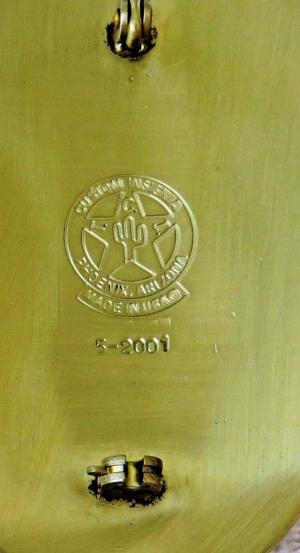 CUSTOM INSIGNIA
C.
PHOENIX, ARIZONA
MADE IN USA
5-2001